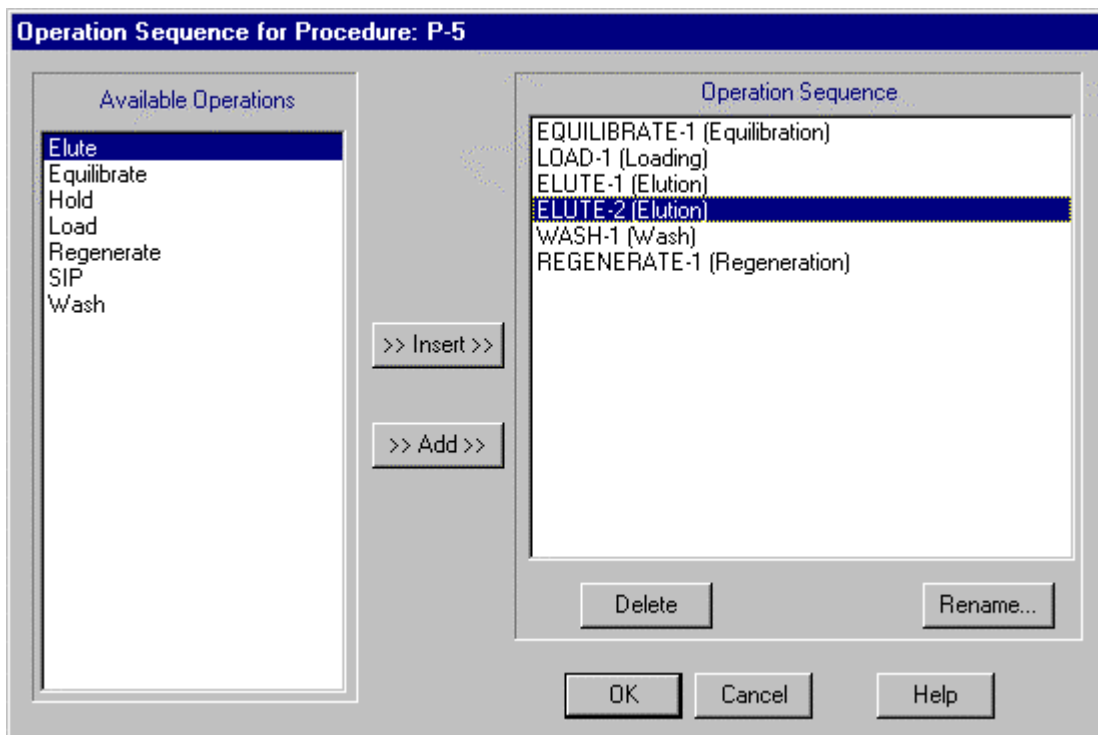 Operation Sequence for Procedure: P-5
Available Operations
Elute
Equilibrate
Hold
Load
Regenerate
SIP
Wash
>> Insert >>
>> Add >>
Operation Sequence
EQUILIBRATE-1 (Equilibration)
LOAD-1 (Loading)
ELUTE-1 (Elution)
ELUTE-2 (Elution)
WASH-1 (Wash)
REGENERATE-1 (Regeneration)
Delete
Rename...
OK
Cancel
Help